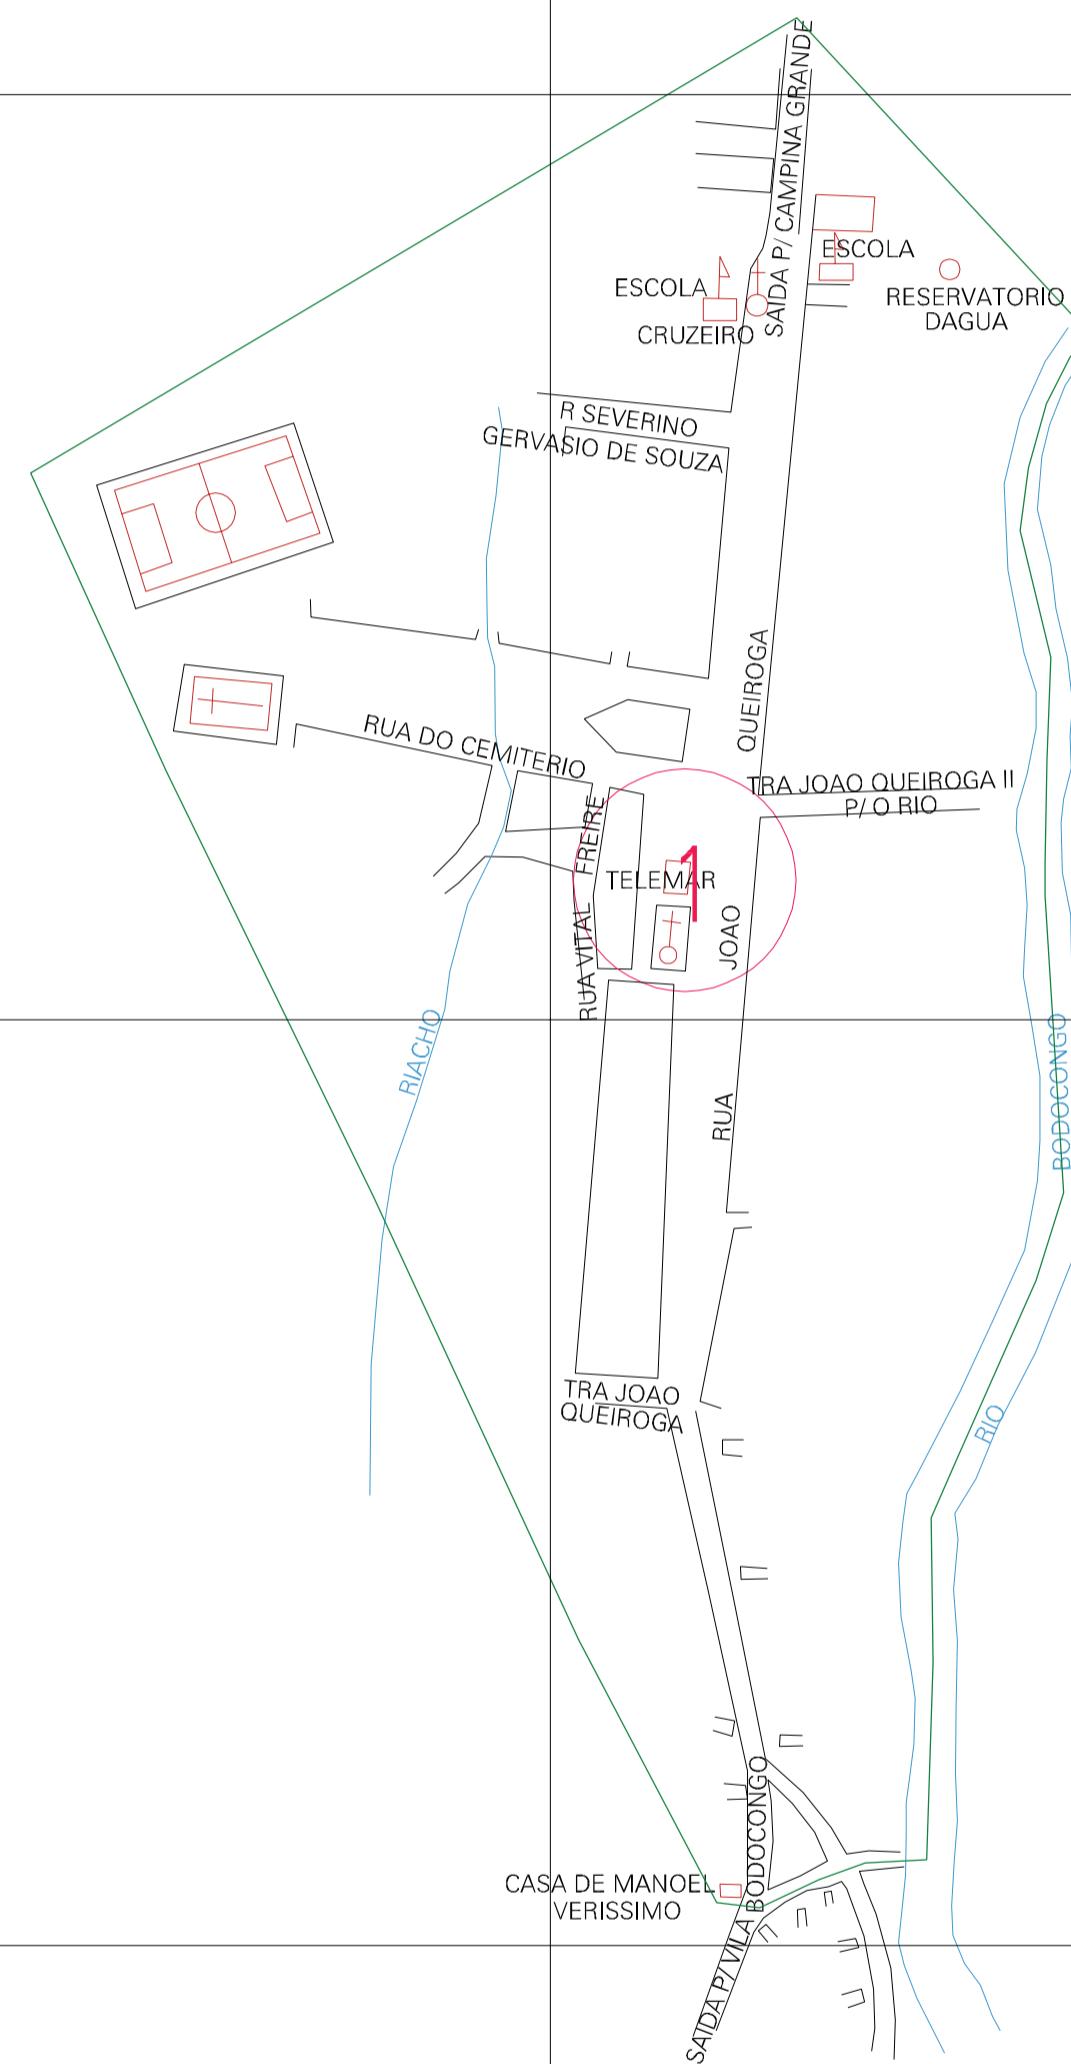 SAIDA P/ CAMPINA GRANDE
ESCOLA
ESCOLA
CRUZEIRO
RESERVATORIO
DAGUA
R SEVERINO
GERVASIO DE SOUZA
QUEIROGA
RUA DO CEMITERIO
TRA JOAO QUEIROGA II
P/ O RIO
RUA VITAL FREIRE
TELEMAR
1
JOAO
RIACHO
BODOCONGO
RUA
TRA JOAO
QUEIROGA
RIO
CASA DE MANOEL
VERISSIMO
SAIDA P/ VILA BODOCONGO